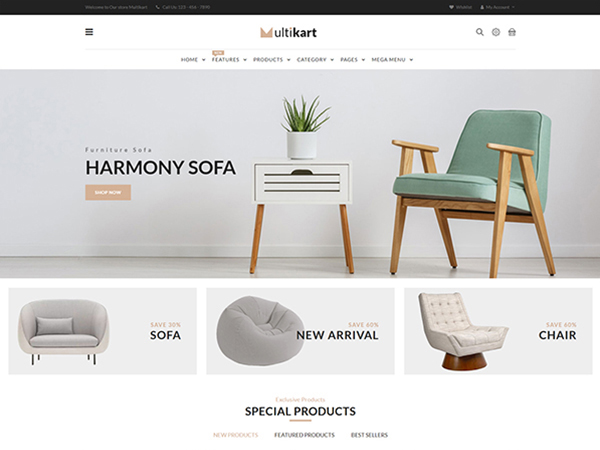 Welcome to Our store Multikart
Call Us: 123 - 456 - 7890
Wishlist
My Account
Multikart
NEW
HOME FEATURES PRODUCTS CATEGORY PAGES MEGA MENU
Furniture Sofa
HARMONY SOFA
SHOP NOW
SAVE 30%
SOFA
SAVE 60%
NEW ARRIVAL
SAVE 60%
CHAIR
Exclusive Products
SPECIAL PRODUCTS
NEW PRODUCTS FEATURED PRODUCTS BEST SELLERS